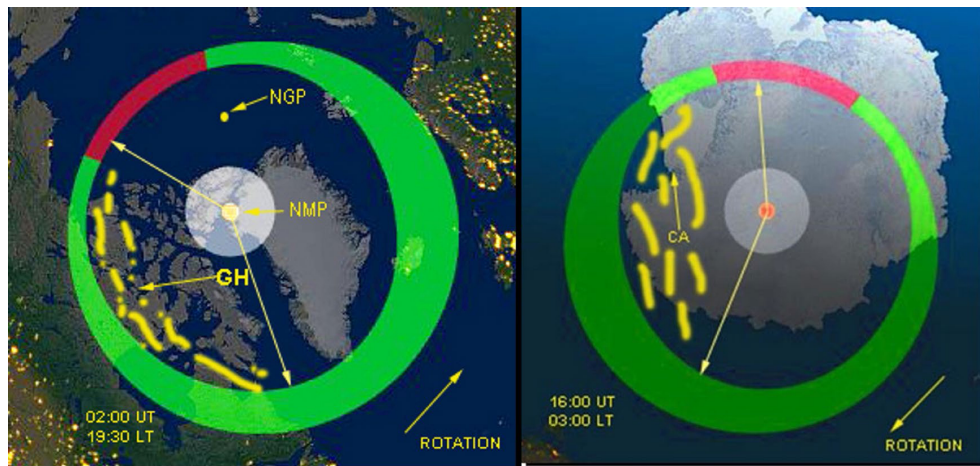 NGP
NMP
GH
02:00 UT
19:30 LT
ROTATION
CA
16:00 UT
03:00 LT
ROTATION